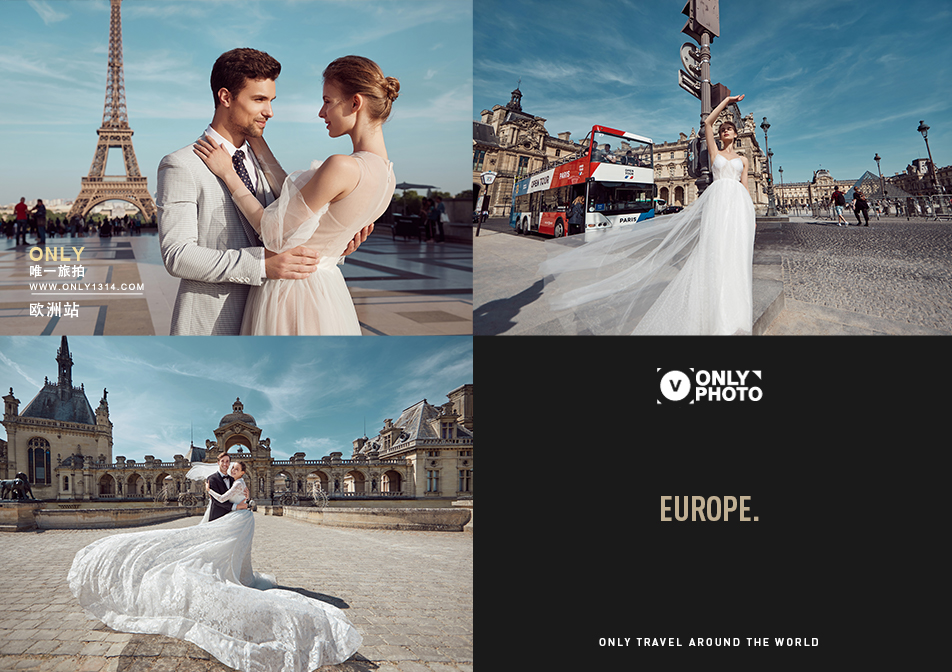 ONLY
唯一旅拍
WWW.ONLY1314.COM
欧洲站
OPEN TOUR
PARIS
PARIS
V
ONLY
PHOTO
EUROPE.
ONLY TRAVEL AROUND THE WORLD